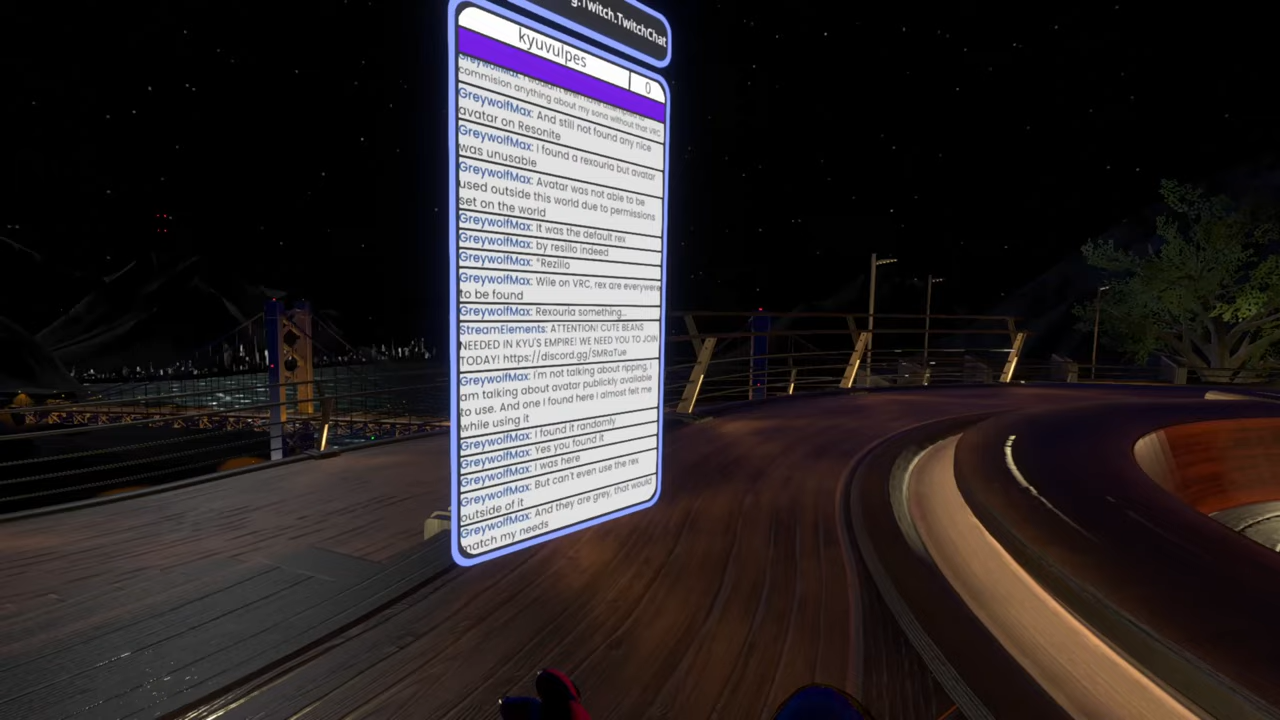 g.Twitch.TwitchChat
kyuvulpes
0
GreywolfMax: I wouldn't even have attempted to
commision anything about my sona without that VRC
GreywolfMax: And still not found any nice
avatar on Resonite
GreywolfMax: I found a rexouria but avatar
was unusable
GreywolfMax: Avatar was not able to be
used outside this world due to permissions
set on the world
GreywolfMax: It was the default rex
GreywolfMax: by resillo indeed
GreywolfMax: *Rezillo
GreywolfMax: Wile on VRC, rex are everywere
to be found
GreywolfMax: Rexouria something...
StreamElements: ATTENTION! CUTE BEANS
NEEDED IN KYU'S EMPIRE! WE NEED YOU TO JOIN
TODAY! https://discord.gg/SMRaTue
GreywolfMax: I'm not talking about ripping, I
am talking about avatar publickly available
to use. And one I found here I almost felt me
while using it
GreywolfMax: I found it randomly
GreywolfMax: Yes you found it
GreywolfMax: I was here
GreywolfMax: But can't even use the rex
outside of it
GreywolfMax: And they are grey, that would
match my needs